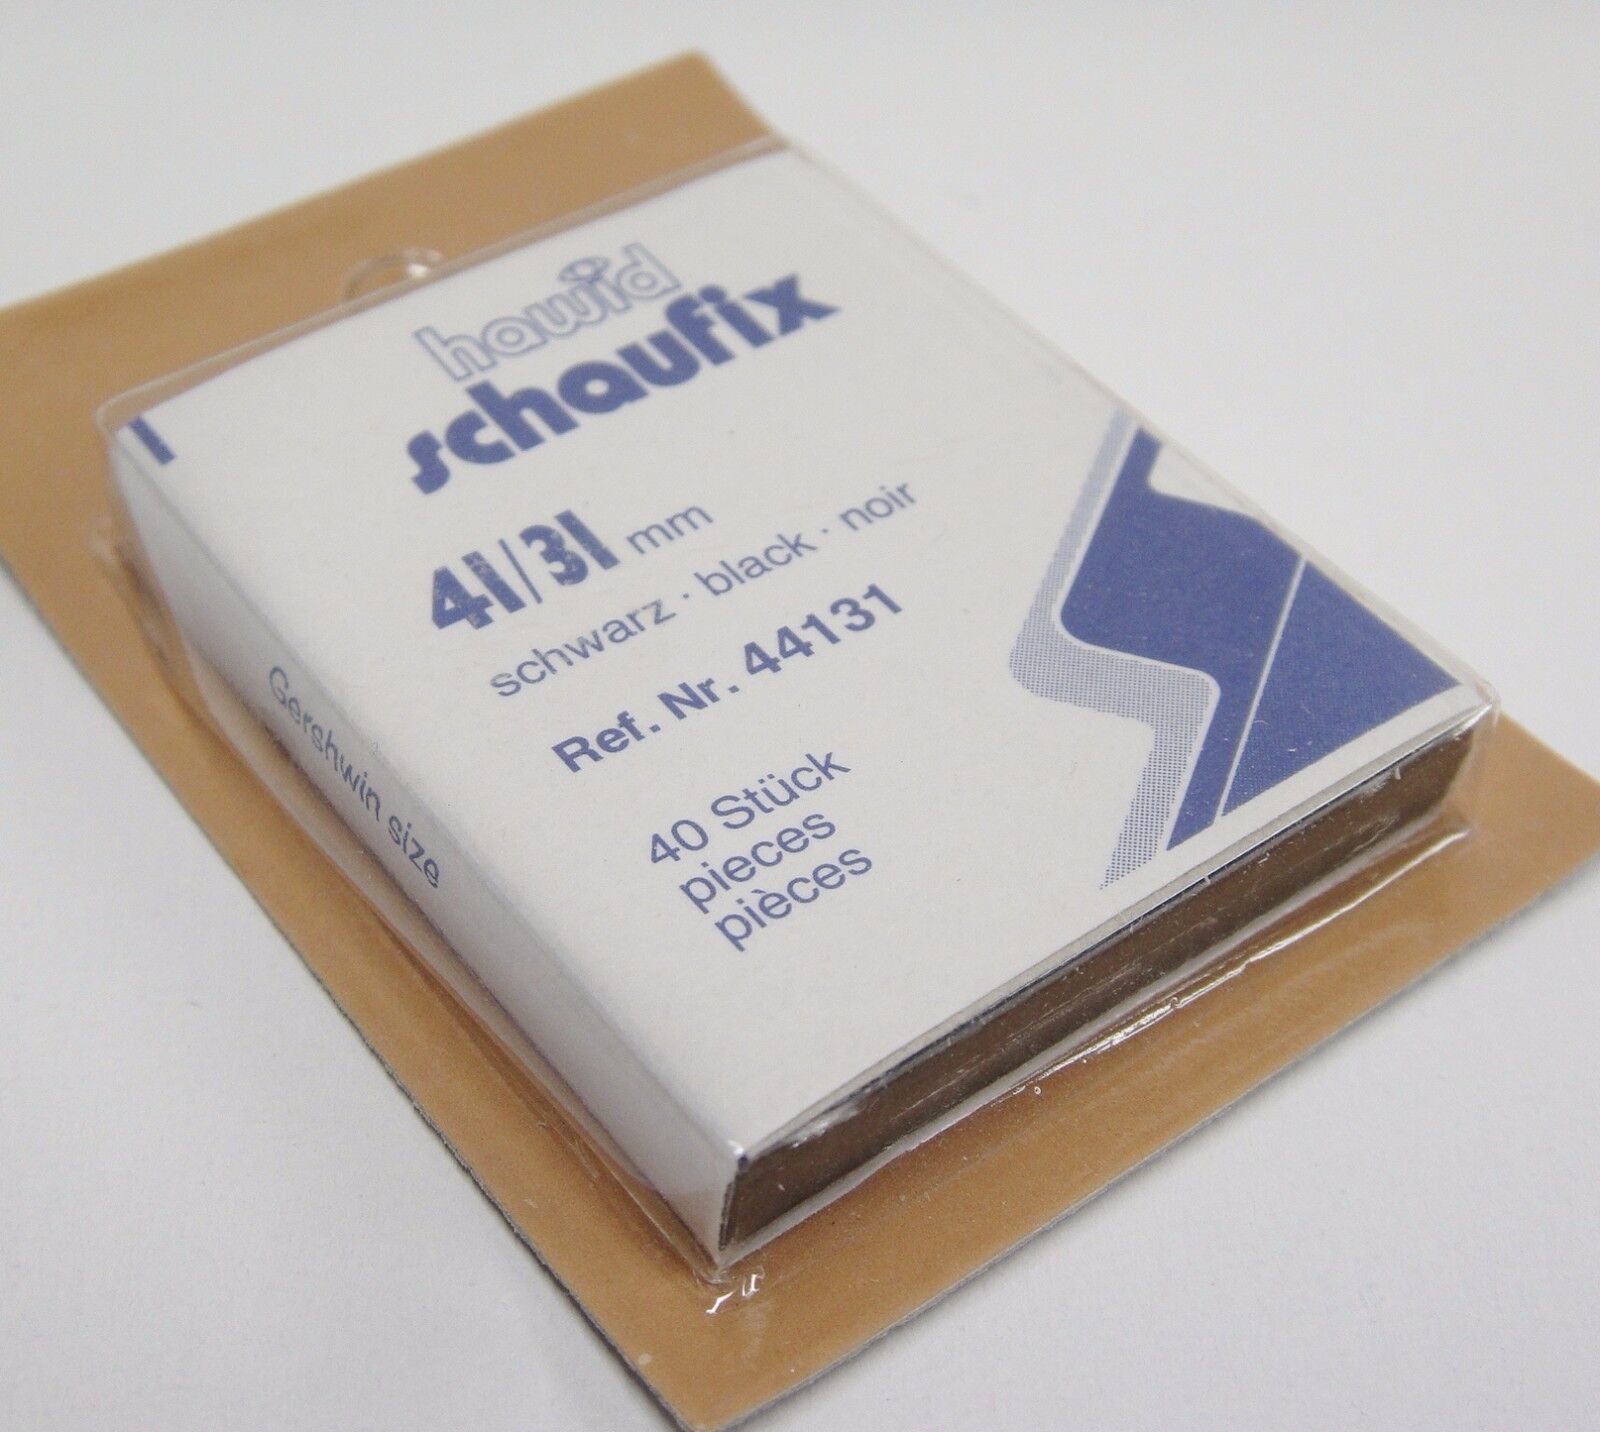 hawid
schaufix
41/31 mm
schwarz · black · noir
Ref. Nr. 44131
40 Stück
pieces
pièces
Gershwin size